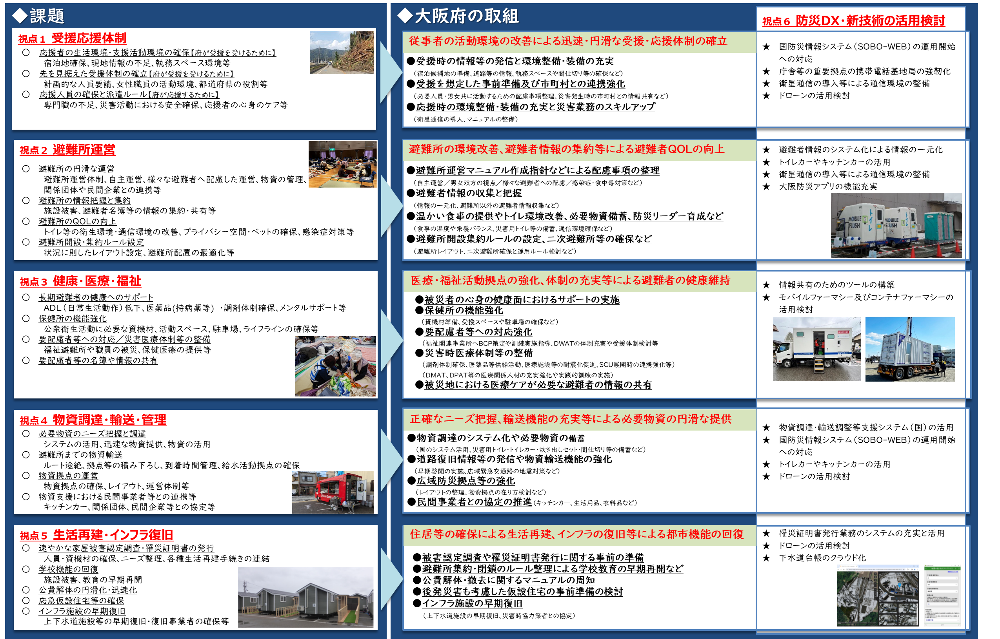 ◆課題
視点1 受援応援体制
○ 応援者の生活環境・支援活動環境の確保【府が受援を受けるために】
宿泊地確保、現地情報の不足、執務スペース環境等
○ 先を見据えた受援体制の確立【府が受援を受けるために】
計画的な人員要請、女性職員の活動環境、都道府県の役割等
○ 応援人員の確保と派遣ルール【府が応援するために】
専門職の不足、災害活動における安全確保、応援者の心身のケア等
視点2 避難所運営
○ 避難所の円滑な運営
避難所運営体制、自主運営、様々な避難者へ配慮した運営、物資の管理、
関係団体や民間企業との連携等
○ 避難所の情報把握と集約
施設被害、避難者名簿等の情報の集約・共有等
○ 避難所のQOLの向上
トイレ等の衛生環境・通信環境の改善、プライバシー空間・ベットの確保、感染症対策等
○ 避難所開設・集約ルール設定
状況に則したレイアウト設定、避難所配置の最適化等
視点3 健康・医療・福祉
○ 長期避難者の健康へのサポート
ADL（日常生活動作）低下、医薬品(持病薬等) ・調剤体制確保、メンタルサポート等
○ 保健所の機能強化
公衆衛生活動に必要な資機材、活動スペース、駐車場、ライフラインの確保等
○ 要配慮者等への対応／災害医療体制等の整備
福祉避難所や職員の被災、保健医療の提供等
○ 要配慮者等の名簿や情報の共有
視点4 物資調達・輸送・管理
○ 必要物資のニーズ把握と調達
システムの活用、迅速な物資提供、物資の活用
○ 避難所までの物資輸送
ルート途絶、拠点等の積み下ろし、到着時間管理、給水活動拠点の確保
○ 物資拠点の運営
物資拠点の確保、レイアウト、運営体制等
○ 物資支援における民間事業者等との連携等
キッチンカー、関係団体、民間企業等との協定等
視点5 生活再建・インフラ復旧
○ 速やかな家屋被害認定調査・罹災証明書の発行
人員・資機材の確保、ニーズ整理、各種生活再建手続きの連結
○ 学校機能の回復
施設被害、教育の早期再開
○ 公費解体の円滑化・迅速化
○ 応急仮設住宅等の確保
○ インフラ施設の早期復旧
上下水道施設等の早期復旧・復旧事業者の確保等
◆大阪府の取組
従事者の活動環境の改善による迅速・円滑な受援・応援体制の確立
●受援時の情報等の発信と環境整備・装備の充実
（宿泊候補地の準備、道路等の情報、執務スペースや間仕切り等の確保など）
●受援を想定した事前準備及び市町村との連携強化
（必要人員・男女共に活動するための配慮事項整理、災害発生時の市町村との情報共有など）
●応援時の環境整備・装備の充実と災害業務のスキルアップ
（衛星通信の導入、マニュアルの整備）
避難所の環境改善、避難者情報の集約等による避難者QOLの向上
●避難所運営マニュアル作成指針などによる配慮事項の整理
（自主運営／男女双方の視点／様々な避難者への配慮／感染症・食中毒対策など）
●避難者情報の収集と把握
（情報の一元化、避難所以外の避難者情報収集など）
●温かい食事の提供やトイレ環境改善、必要物資備蓄、防災リーダー育成など
（食事の温度や栄養バランス、災害用トイレ等の備蓄、通信環境確保など）
●避難所開設集約ルールの設定、二次避難所等の確保など
（避難所レイアウト、二次避難所確保と運用ルール検討など）
医療・福祉活動拠点の強化、体制の充実等による避難者の健康維持
●被災者の心身の健康面におけるサポートの実施
●保健所の機能強化
（資機材準備、受援スペースや駐車場の確保など）
●要配慮者等への対応強化
（福祉関連事業所へBCP策定や訓練実施指導、DWATの体制充実や受援体制検討等
●災害時医療体制等の整備
（調剤体制確保、医薬品等供給活動、医療施設等の耐震化促進、SCU展開時の連携強化等）
（DMAT、DPAT等の医療関係人材の充実強化や実践的訓練の実施）
●被災地における医療ケアが必要な避難者の情報の共有
正確なニーズ把握、輸送機能の充実等による必要物資の円滑な提供
●物資調達のシステム化や必要物資の備蓄
（国のシステム活用、災害用トイレ・トイレカー・炊き出しセット・間仕切り等の備蓄など）
●道路復旧情報等の発信や物資輸送機能の強化
（早期啓開の実施、広域緊急交通路の地震対策など）
●広域防災拠点等の強化
（レイアウトの整理、物資拠点の在り方検討など）
●民間事業者との協定の推進（キッチンカ―、生活用品、衣料品など）
住居等の確保による生活再建、インフラの復旧等による都市機能の回復
●被害認定調査や罹災証明書発行に関する事前の準備
●避難所集約・閉鎖のルール整理による学校教育の早期再開など
●公費解体・撤去に関するマニュアルの周知
●後発災害も考慮した仮設住宅の事前準備の検討
●インフラ施設の早期復旧
（上下水道施設の早期復旧、災害時協力業者との協定）
視点6 防災DX・新技術の活用検討
★ 国防災情報システム（SOBO-WEB）の運用開始
への対応
★ 庁舎等の重要拠点の携帯電話基地局の強靭化
★ 衛星通信の導入等による通信環境の整備
★ ドローンの活用検討
★ 避難者情報のシステム化による情報の一元化
★ トイレカーやキッチンカーの活用
★ 衛星通信の導入等による通信環境の整備
★ 大阪防災アプリの機能充実
MOBILE
FLUSH
トイレ
MOBILE
FLUSH
トイレ
★ 情報共有のためのツールの構築
★ モバイルファーマシー及びコンテナファーマシーの
活用検討
★ 物資調達・輸送調整等支援システム（国）の活用
★ 国防災情報システム（SOBO-WEB）の運用開始
への対応
★ トイレカーやキッチンカーの活用
★ ドローンの活用検討
★ 罹災証明書発行業務のシステムの充実と活用
★ ドローンの活用検討
★ 下水道台帳のクラウド化